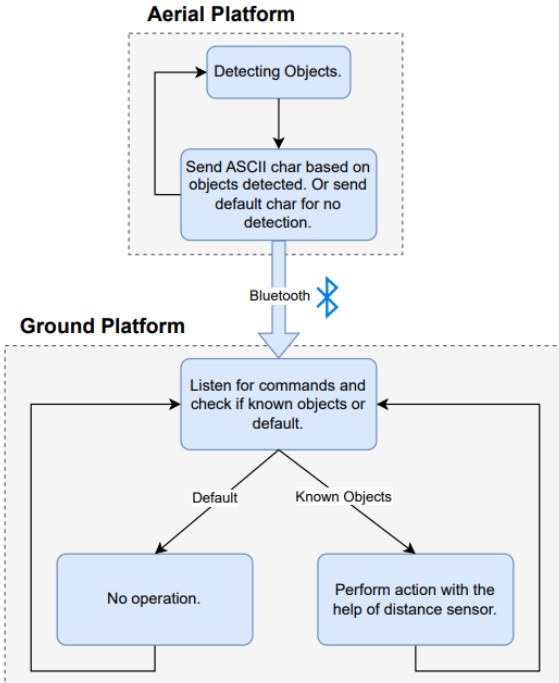 Aerial Platform
Detecting Objects.
Send ASCII char based on
objects detected. Or send
default char for no
detection.
Bluetooth
Ground Platform
Listen for commands and
check if known objects or
default.
Default
Known Objects
No operation.
Perform action with the
help of distance sensor.